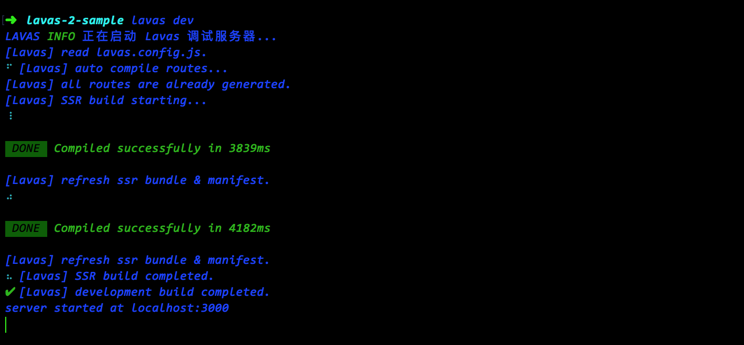 ➜ lavas-2-sample lavas dev
LAVAS INFO 正在启动 Lavas 调试服务器...
[Lavas] read lavas.config.js.
[Lavas] auto compile routes...
[Lavas] all routes are already generated.
[Lavas] SSR build starting...
DONE Compiled successfully in 3839ms
[Lavas] refresh ssr bundle & manifest.
DONE Compiled successfully in 4182ms
[Lavas] refresh ssr bundle & manifest.
[Lavas] SSR build completed.
✔ [Lavas] development build completed.
server started at localhost:3000